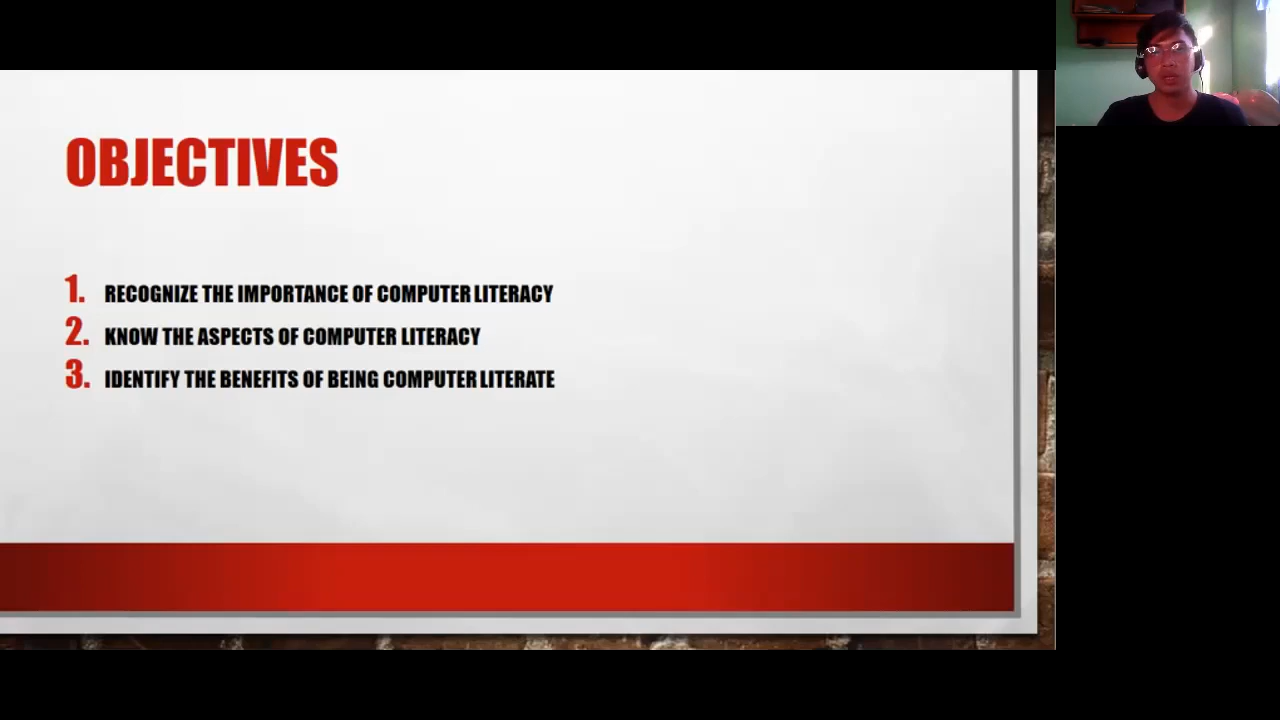 OBJECTIVES
1. RECOGNIZE THE IMPORTANCE OF COMPUTER LITERACY
2. KNOW THE ASPECTS OF COMPUTER LITERACY
3. IDENTIFY THE BENEFITS OF BEING COMPUTER LITERATE